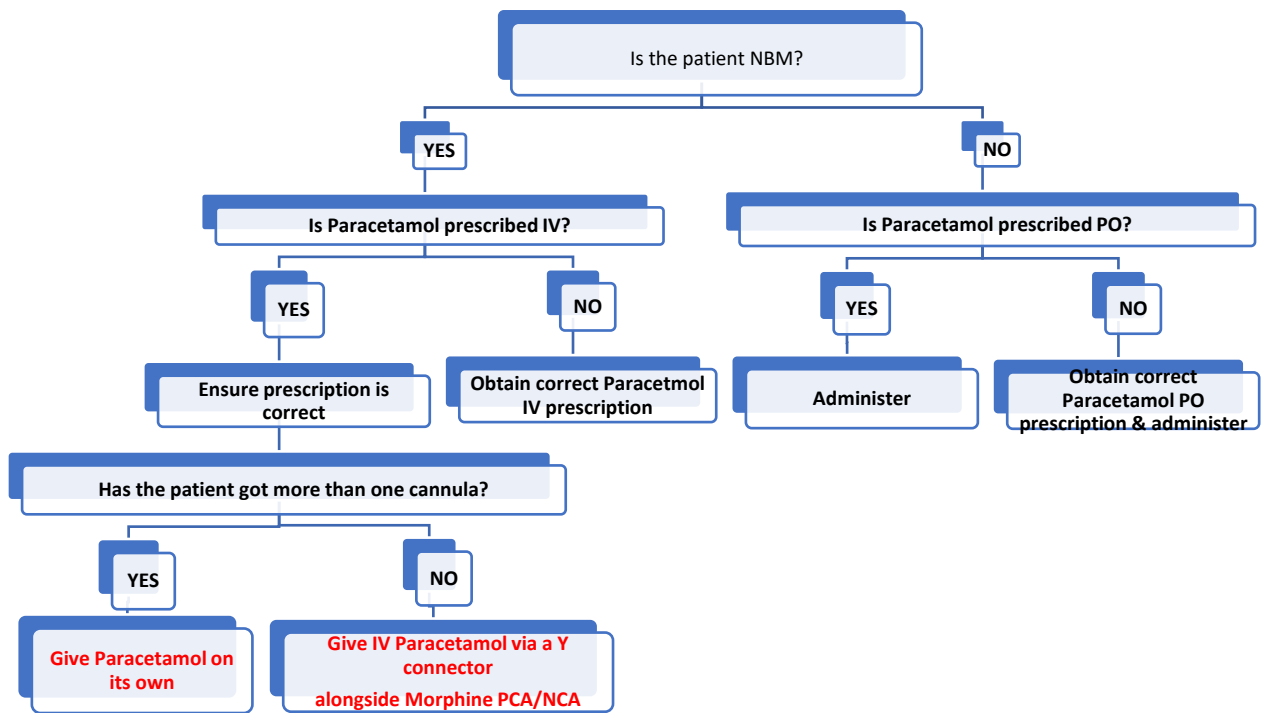 Is the patient NBM?
YES
NO
Is Paracetamol prescribed IV?
Is Paracetamol prescribed PO?
YES
NO
YES
NO
Ensure prescription is
correct
Obtain correct Paracetmol
IV prescription
Administer
Obtain correct
Paracetamol PO
prescription & administer
Has the patient got more than one cannula?
YES
NO
Give Paracetamol on
its own
Give IV Paracetamol via a Y
connector
alongside Morphine PCA/NCA